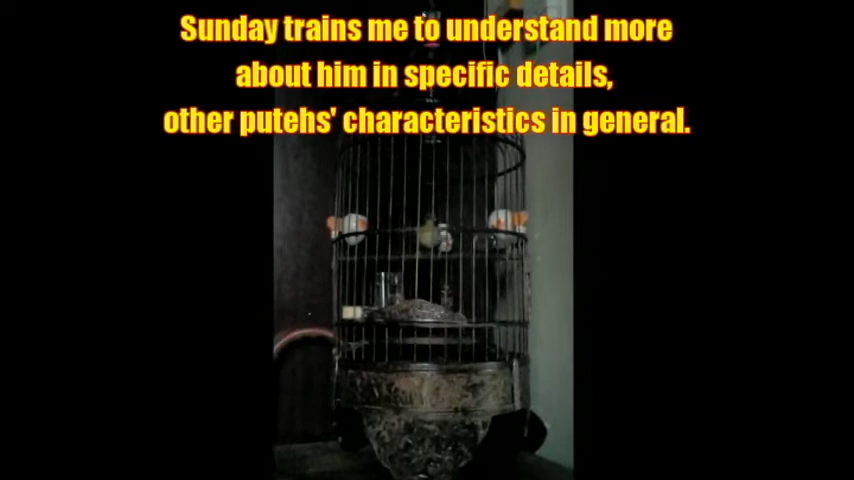 Sunday trains me to understand more
about him in specific details,
other putehs' characteristics in general.